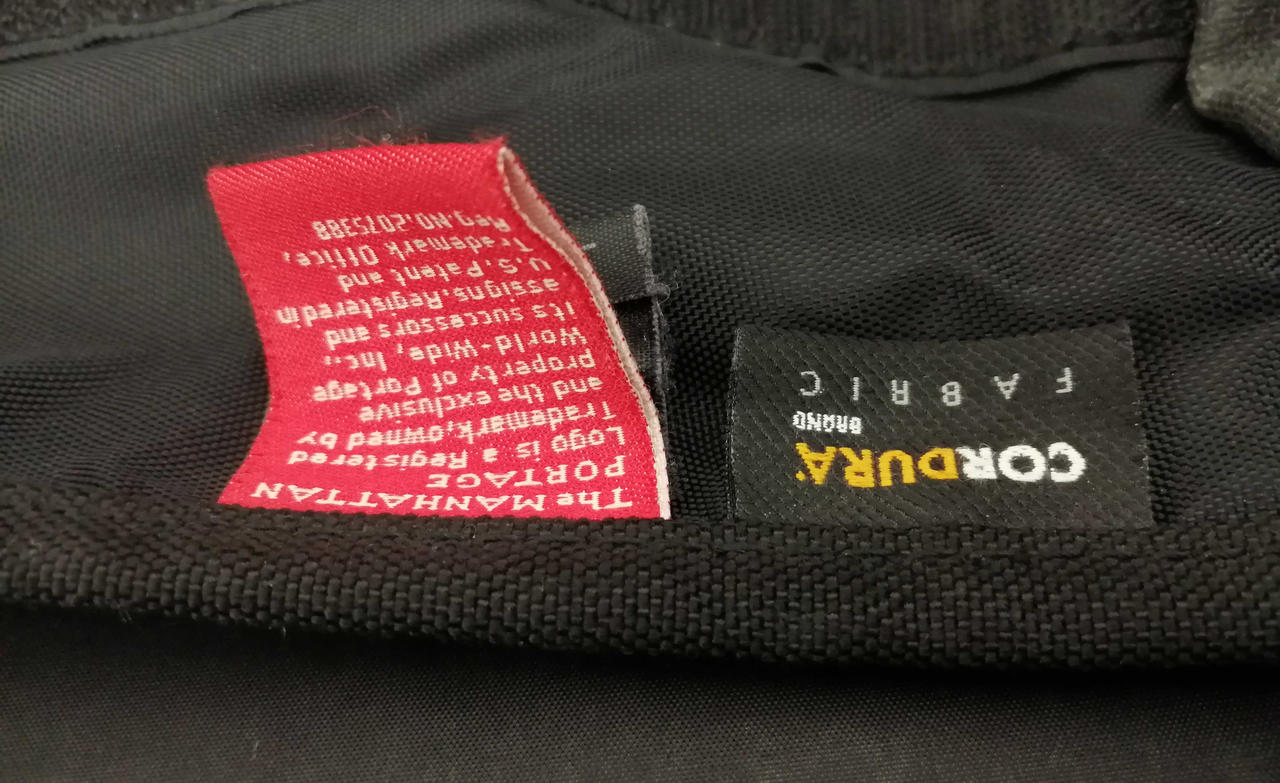 The MANHATTAN
PORTAGE
Logo is a Registered
Trademark,owned by
and the exclusive
property of Portage
World-Wide, Inc.,
its successors and
assigns.Registered in
U.S.Patent and
Trademark Office,
Reg.NO.2075388
CORDURA
BRAND
FABRIC